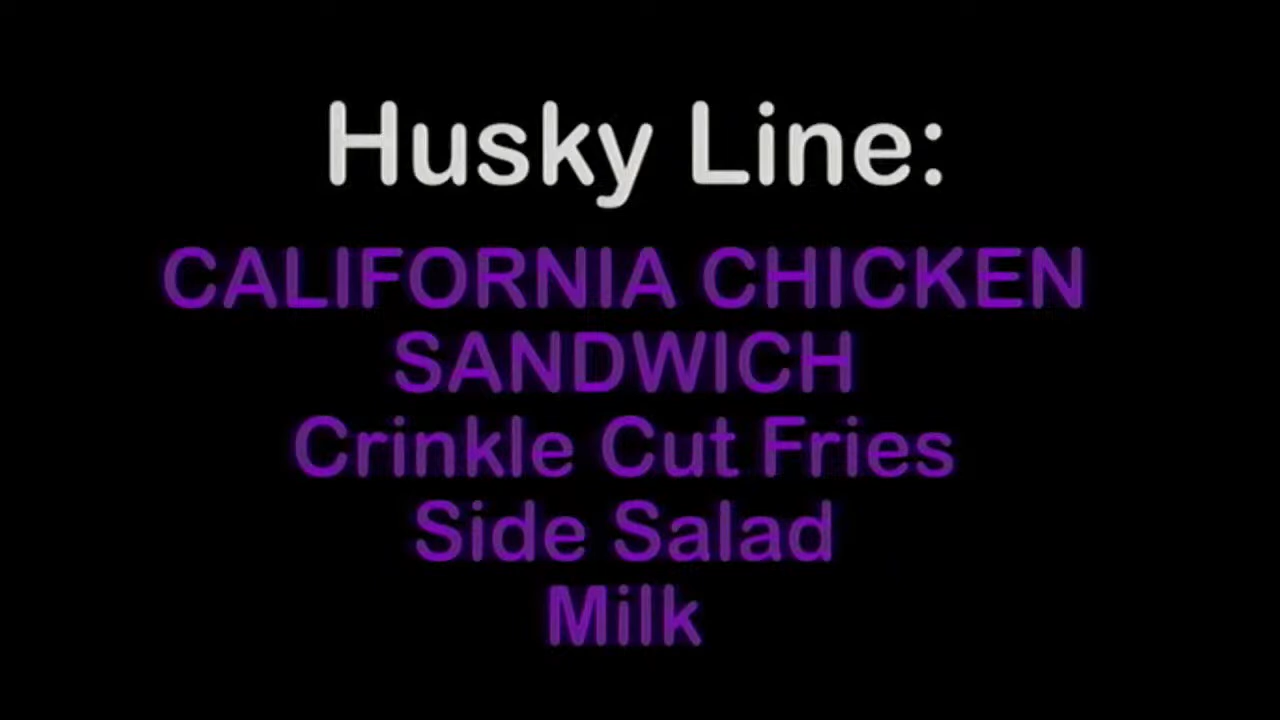 Husky Line:
CALIFORNIA CHICKEN
SANDWICH
Crinkle Cut Fries
Side Salad
Milk